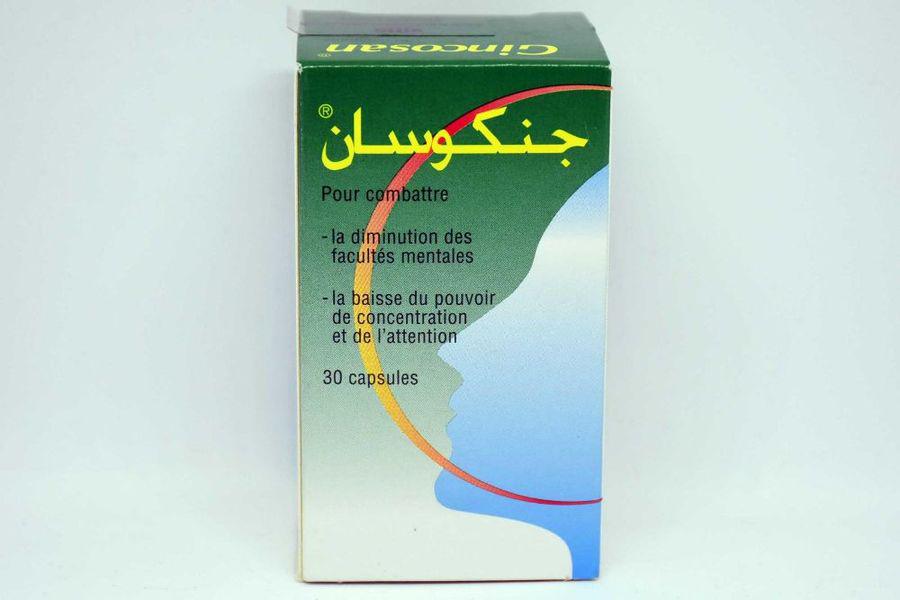 Gincosan®
جنكوسان®
Pour combattre
- la diminution des
facultés mentales
- la baisse du pouvoir
de concentration
et de l'attention
30 capsules